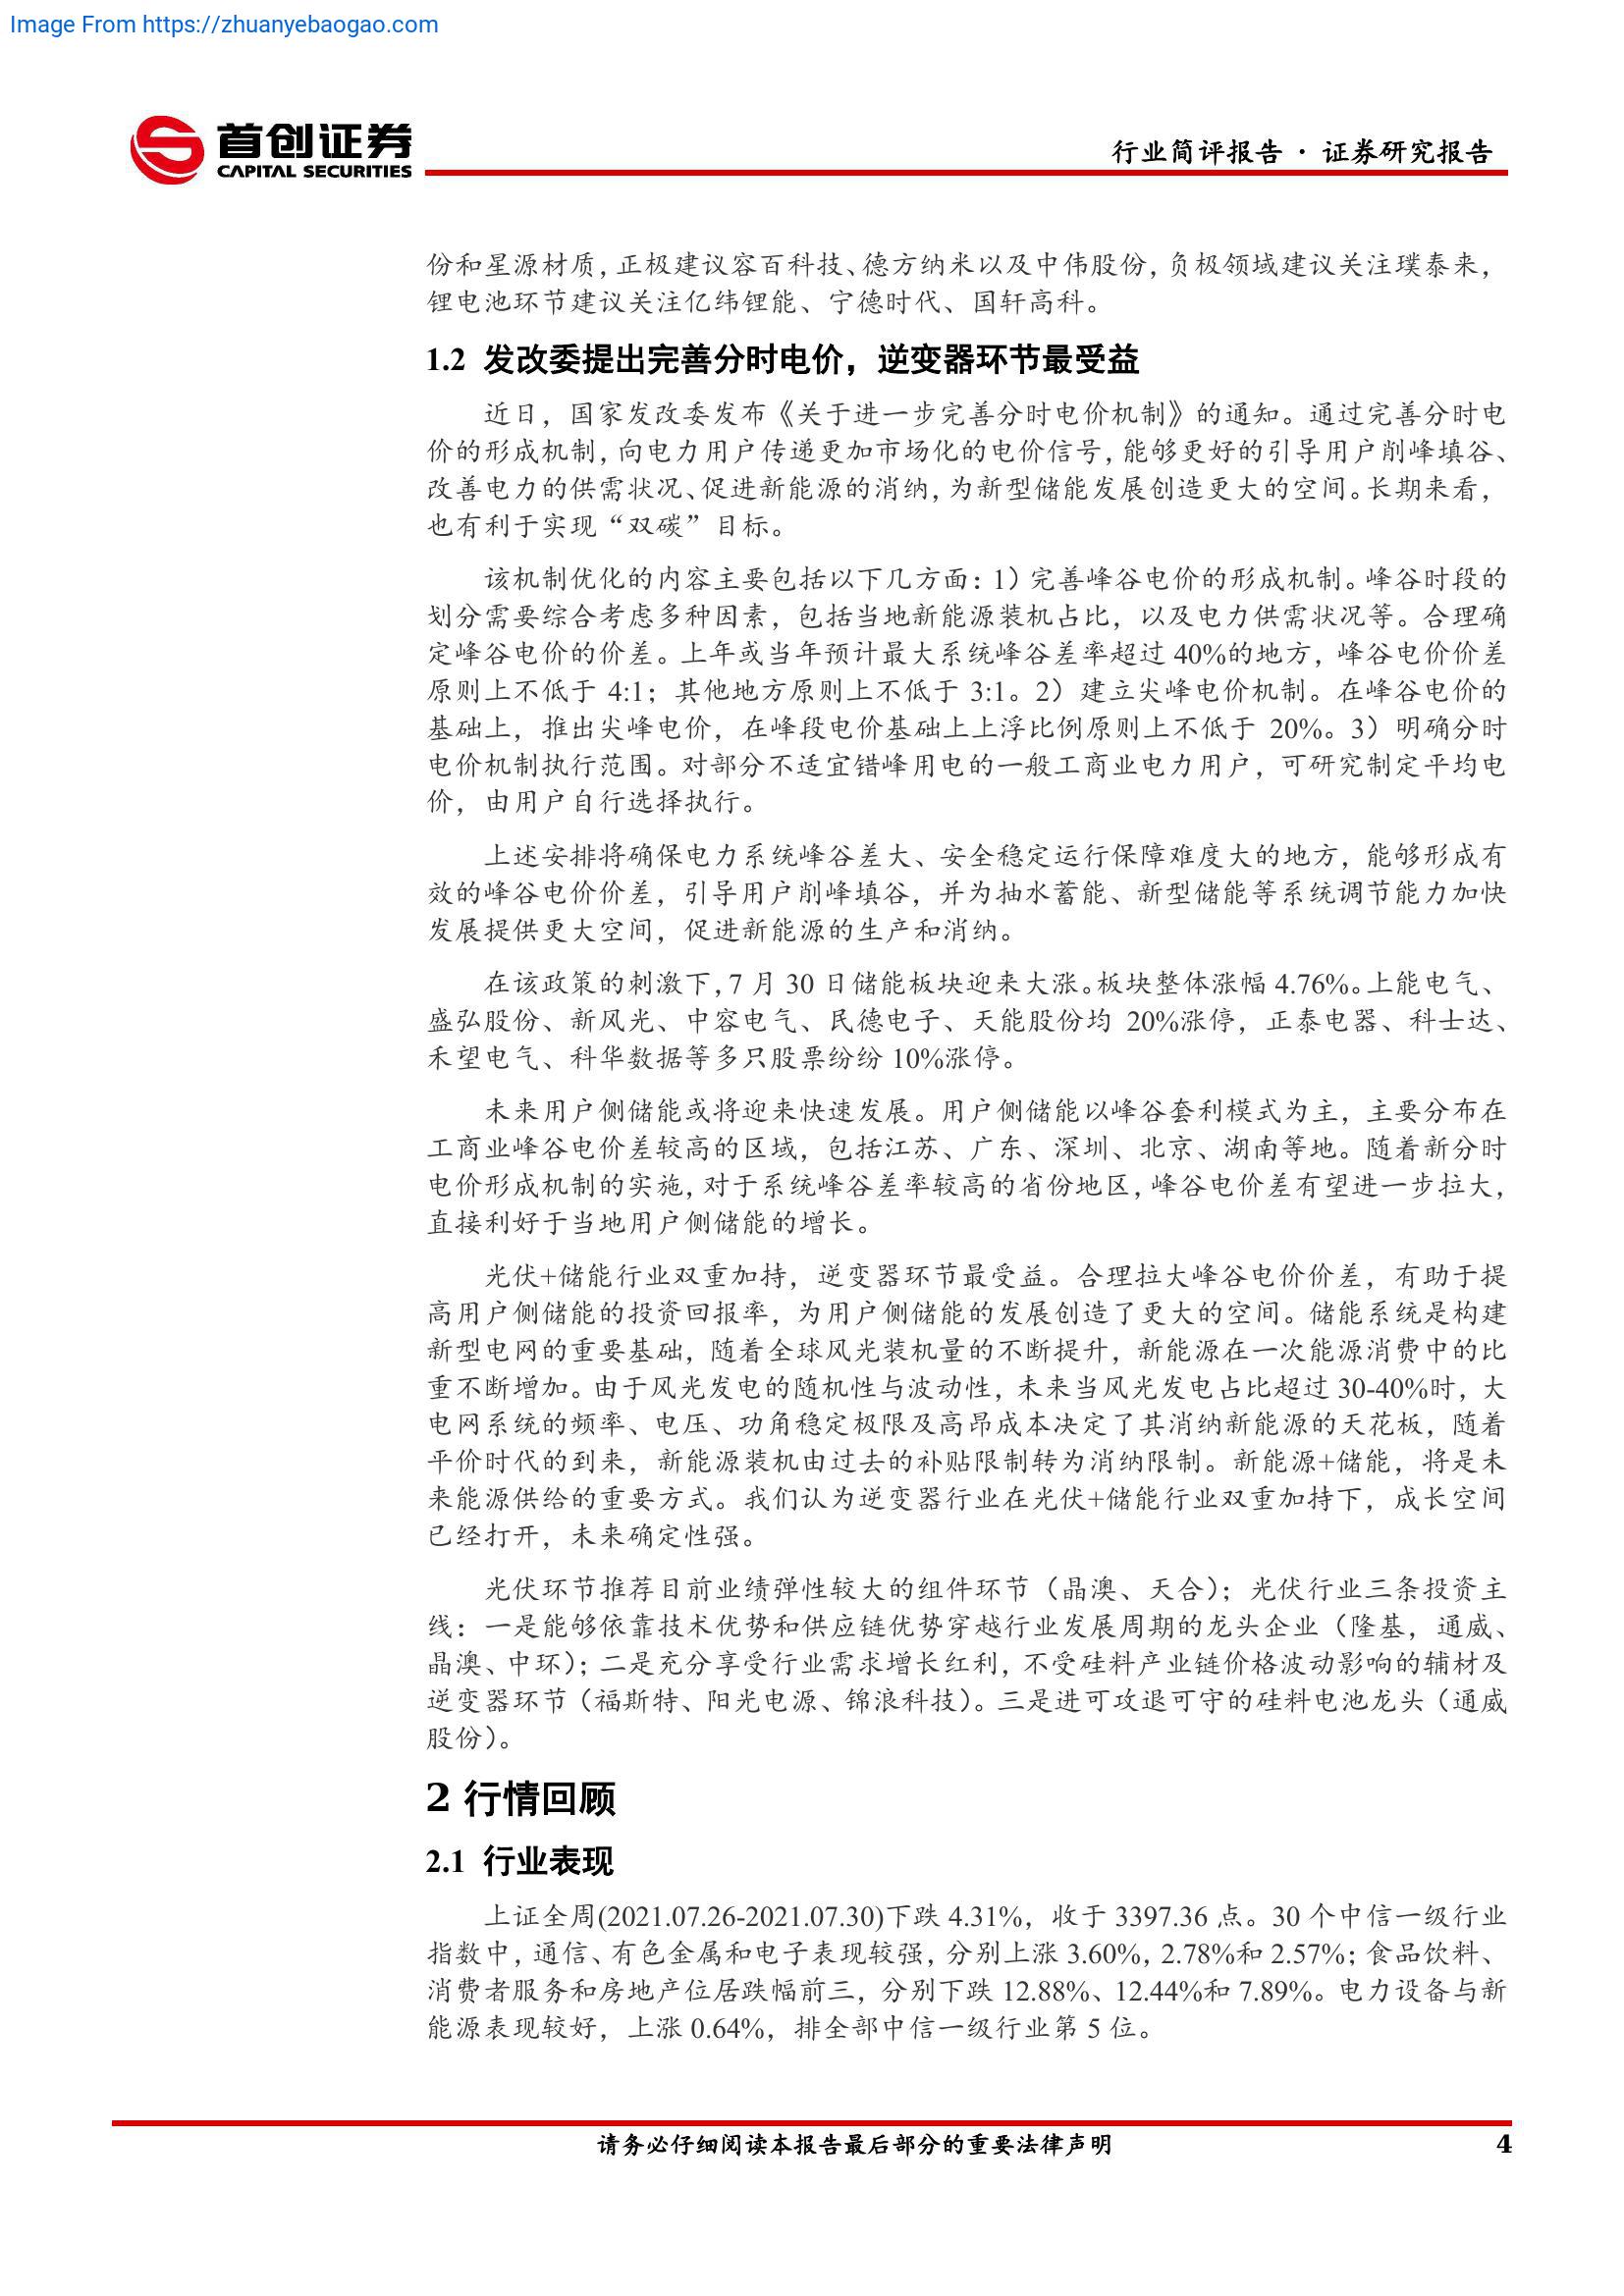 Image From https://zhuanyebaogao.com
首创证券
CAPITAL SECURITIES
行业简评报告 · 证券研究报告
份和星源材质，正极建议容百科技、德方纳米以及中伟股份，负极领域建议关注璞泰来，
锂电池环节建议关注亿纬锂能、宁德时代、国轩高科。
1.2 发改委提出完善分时电价，逆变器环节最受益
近日，国家发改委发布《关于进一步完善分时电价机制》的通知。通过完善分时电
价的形成机制，向电力用户传递更加市场化的电价信号，能够更好的引导用户削峰填谷、
改善电力的供需状况、促进新能源的消纳，为新型储能发展创造更大的空间。长期来看，
也有利于实现“双碳”目标。
该机制优化的内容主要包括以下几方面：1）完善峰谷电价的形成机制。峰谷时段的
划分需要综合考虑多种因素，包括当地新能源装机占比，以及电力供需状况等。合理确
定峰谷电价的价差。上年或当年预计最大系统峰谷差率超过 40%的地方，峰谷电价价差
原则上不低于 4:1；其他地方原则上不低于 3:1。2）建立尖峰电价机制。在峰谷电价的
基础上，推出尖峰电价，在峰段电价基础上上浮比例原则上不低于 20%。3）明确分时
电价机制执行范围。对部分不适宜错峰用电的一般工商业电力用户，可研究制定平均电
价，由用户自行选择执行。
上述安排将确保电力系统峰谷差大、安全稳定运行保障难度大的地方，能够形成有
效的峰谷电价价差，引导用户削峰填谷，并为抽水蓄能、新型储能等系统调节能力加快
发展提供更大空间，促进新能源的生产和消纳。
在该政策的刺激下，7 月 30 日储能板块迎来大涨。板块整体涨幅 4.76%。上能电气、
盛弘股份、新风光、中容电气、民德电子、天能股份均 20%涨停，正泰电器、科士达、
禾望电气、科华数据等多只股票纷纷 10%涨停。
未来用户侧储能或将迎来快速发展。用户侧储能以峰谷套利模式为主，主要分布在
工商业峰谷电价差较高的区域，包括江苏、广东、深圳、北京、湖南等地。随着新分时
电价形成机制的实施，对于系统峰谷差率较高的省份地区，峰谷电价差有望进一步拉大，
直接利好于当地用户侧储能的增长。
光伏+储能行业双重加持，逆变器环节最受益。合理拉大峰谷电价价差，有助于提
高用户侧储能的投资回报率，为用户侧储能的发展创造了更大的空间。储能系统是构建
新型电网的重要基础，随着全球风光装机量的不断提升，新能源在一次能源消费中的比
重不断增加。由于风光发电的随机性与波动性，未来当风光发电占比超过 30-40%时，大
电网系统的频率、电压、功角稳定极限及高昂成本决定了其消纳新能源的天花板，随着
平价时代的到来，新能源装机由过去的补贴限制转为消纳限制。新能源+储能，将是未
来能源供给的重要方式。我们认为逆变器行业在光伏+储能行业双重加持下，成长空间
已经打开，未来确定性强。
光伏环节推荐目前业绩弹性较大的组件环节（晶澳、天合）；光伏行业三条投资主
线：一是能够依靠技术优势和供应链优势穿越行业发展周期的龙头企业（隆基，通威、
晶澳、中环）；二是充分享受行业需求增长红利，不受硅料产业链价格波动影响的辅材及
逆变器环节（福斯特、阳光电源、锦浪科技）。三是进可攻退可守的硅料电池龙头（通威
股份）。
2 行情回顾
2.1 行业表现
上证全周(2021.07.26-2021.07.30)下跌 4.31%，收于 3397.36 点。30 个中信一级行业
指数中，通信、有色金属和电子表现较强，分别上涨 3.60%，2.78%和 2.57%；食品饮料、
消费者服务和房地产位居跌幅前三，分别下跌 12.88%、12.44%和 7.89%。电力设备与新
能源表现较好，上涨 0.64%，排全部中信一级行业第 5 位。
请务必仔细阅读本报告最后部分的重要法律声明
4